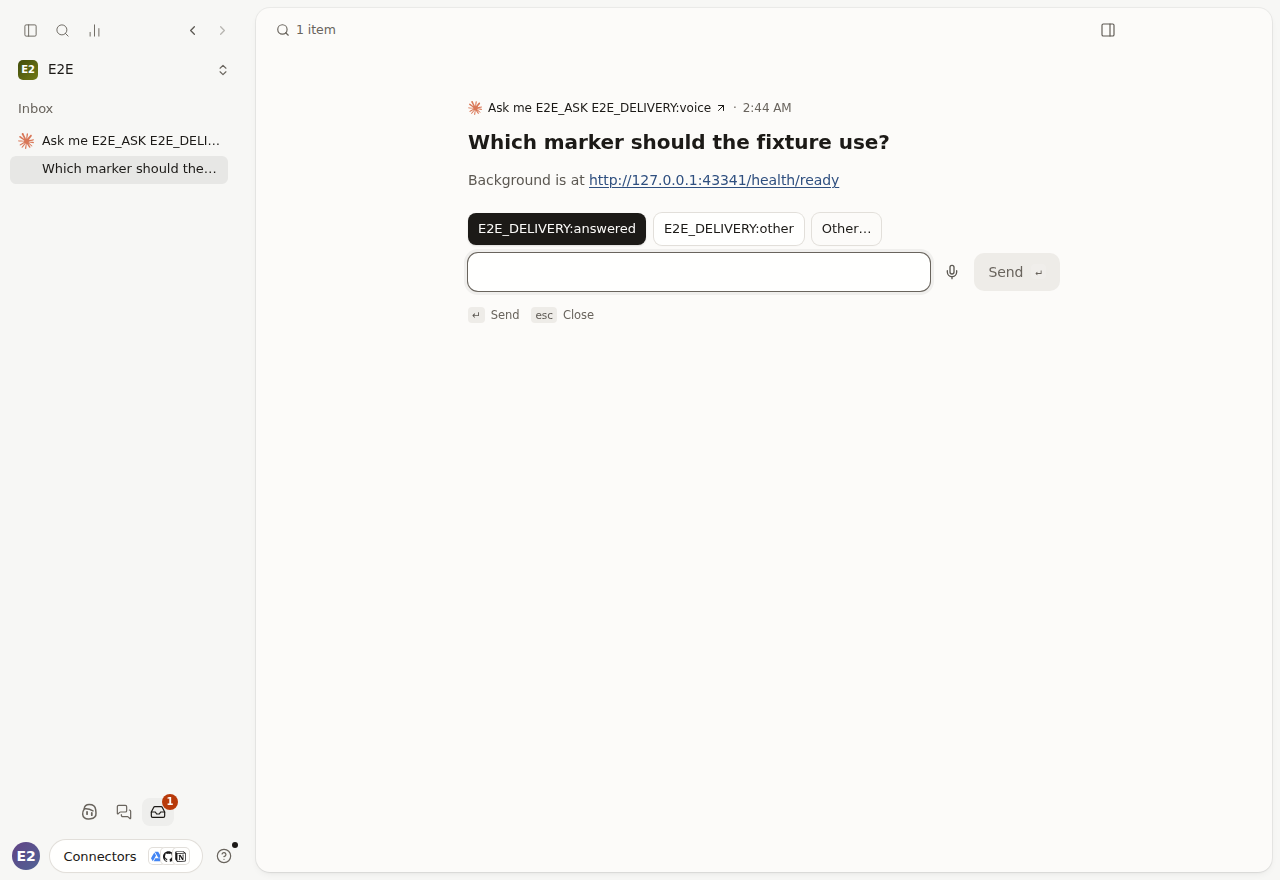 1 item
E2 E2E
Inbox
Ask me E2E_ASK E2E_DELI...
Which marker should the...
Ask me E2E_ASK E2E_DELIVERY:voice · 2:44 AM
Which marker should the fixture use?
Background is at http://127.0.0.1:43341/health/ready
E2E_DELIVERY:answered E2E_DELIVERY:other Other...
Send ↵
↵ Send esc Close
1
E2 Connectors